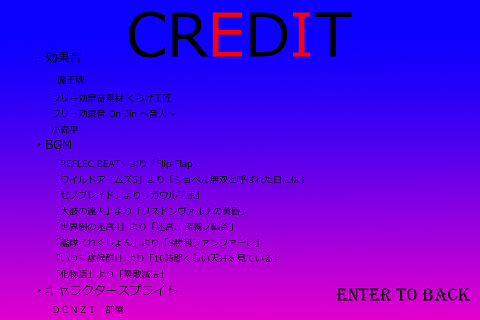 CREDIT
・効果音
魔王魂
フリー効果音素材 くらげ工匠
フリー効果音 On-Jin ～音人～
小森平
・BGM
「REFLEC BEAT」より「Flip Flap」
「ワイルドアームズ5」より「ショベル無双と呼ばれた日には」
「ゼノブレイド」より「ガウル平原」
「太鼓の達人」より「リスドンヴァルナの黄昏」
「世界樹の迷宮4」より「迷宮II 深霧ノ幽谷」
「艦隊これくしょん」より「S勝利ファンファーレ」
「いりす症候群!」より「10時間くらい天井を見ている」
「化物語」より「素敵滅法」
・キャラクタースプライト
ＤＥＮＺＩ　部屋
ENTER TO BACK